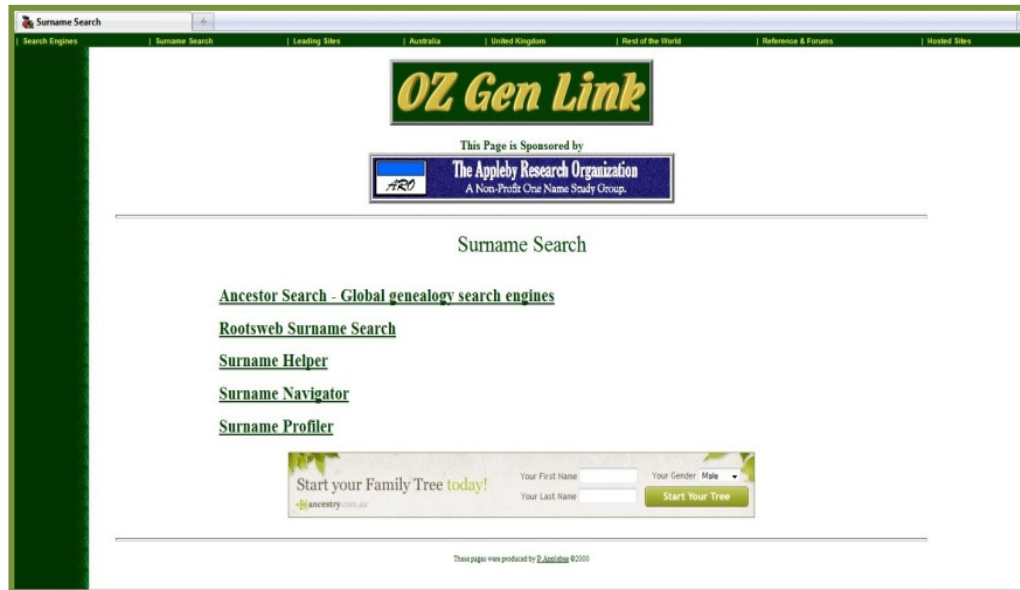 Surname Search
| Search Engines | Surname Search | Leading Sites | Australia | United Kingdom | Rest of the World | Reference & Forums | Hosted Sites
OZ Gen Link
This Page is Sponsored by
ARO
The Appleby Research Organization
A Non-Profit One Name Study Group.
Surname Search
Ancestor Search - Global genealogy search engines
Rootsweb Surname Search
Surname Helper
Surname Navigator
Surname Profiler
Start your Family Tree today!
ancestry.com.au
Your First Name
Your Gender Male
Your Last Name
Start Your Tree
These pages were produced by P. Applebee ©2000